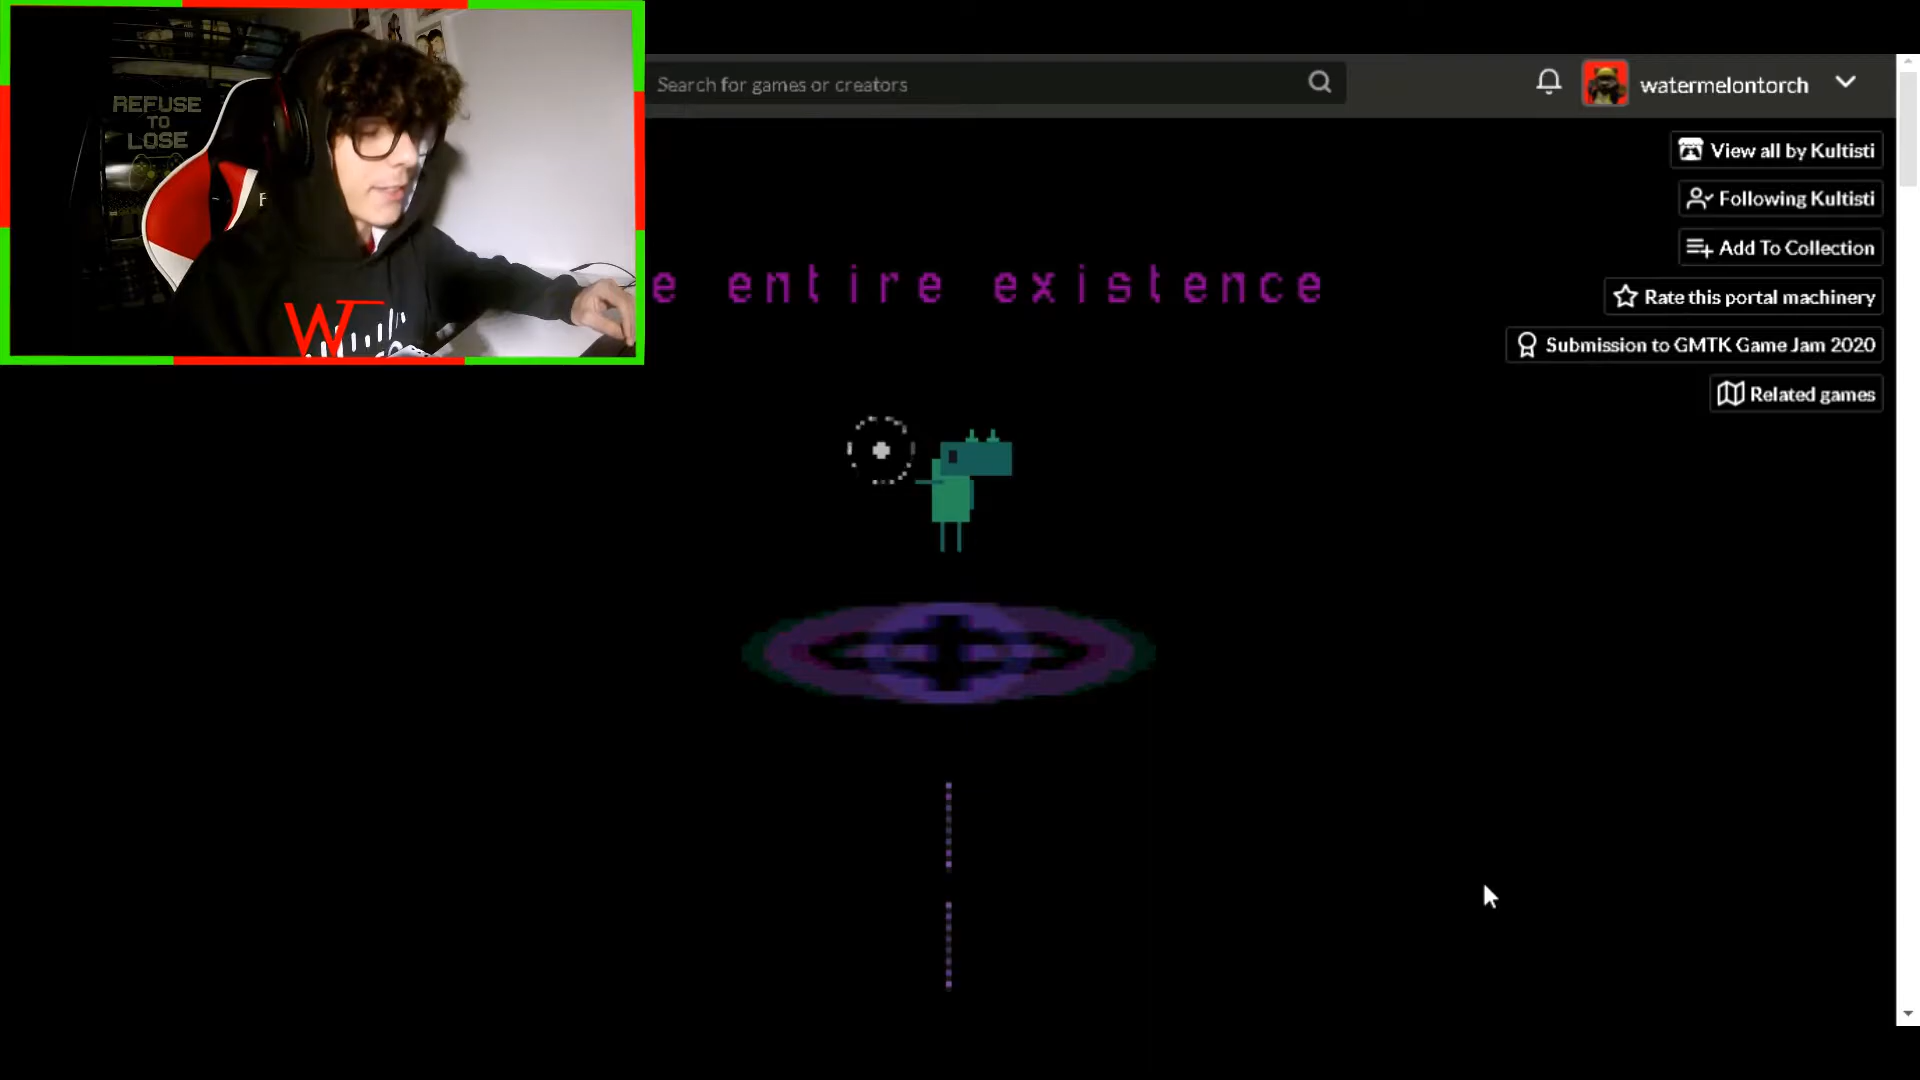 REFUSE
TO
LOSE
W
Search for games or creators
watermelontorch
View all by Kultisti
Following Kultisti
Add To Collection
Rate this portal machinery
Submission to GMTK Game Jam 2020
Related games
e entire existence